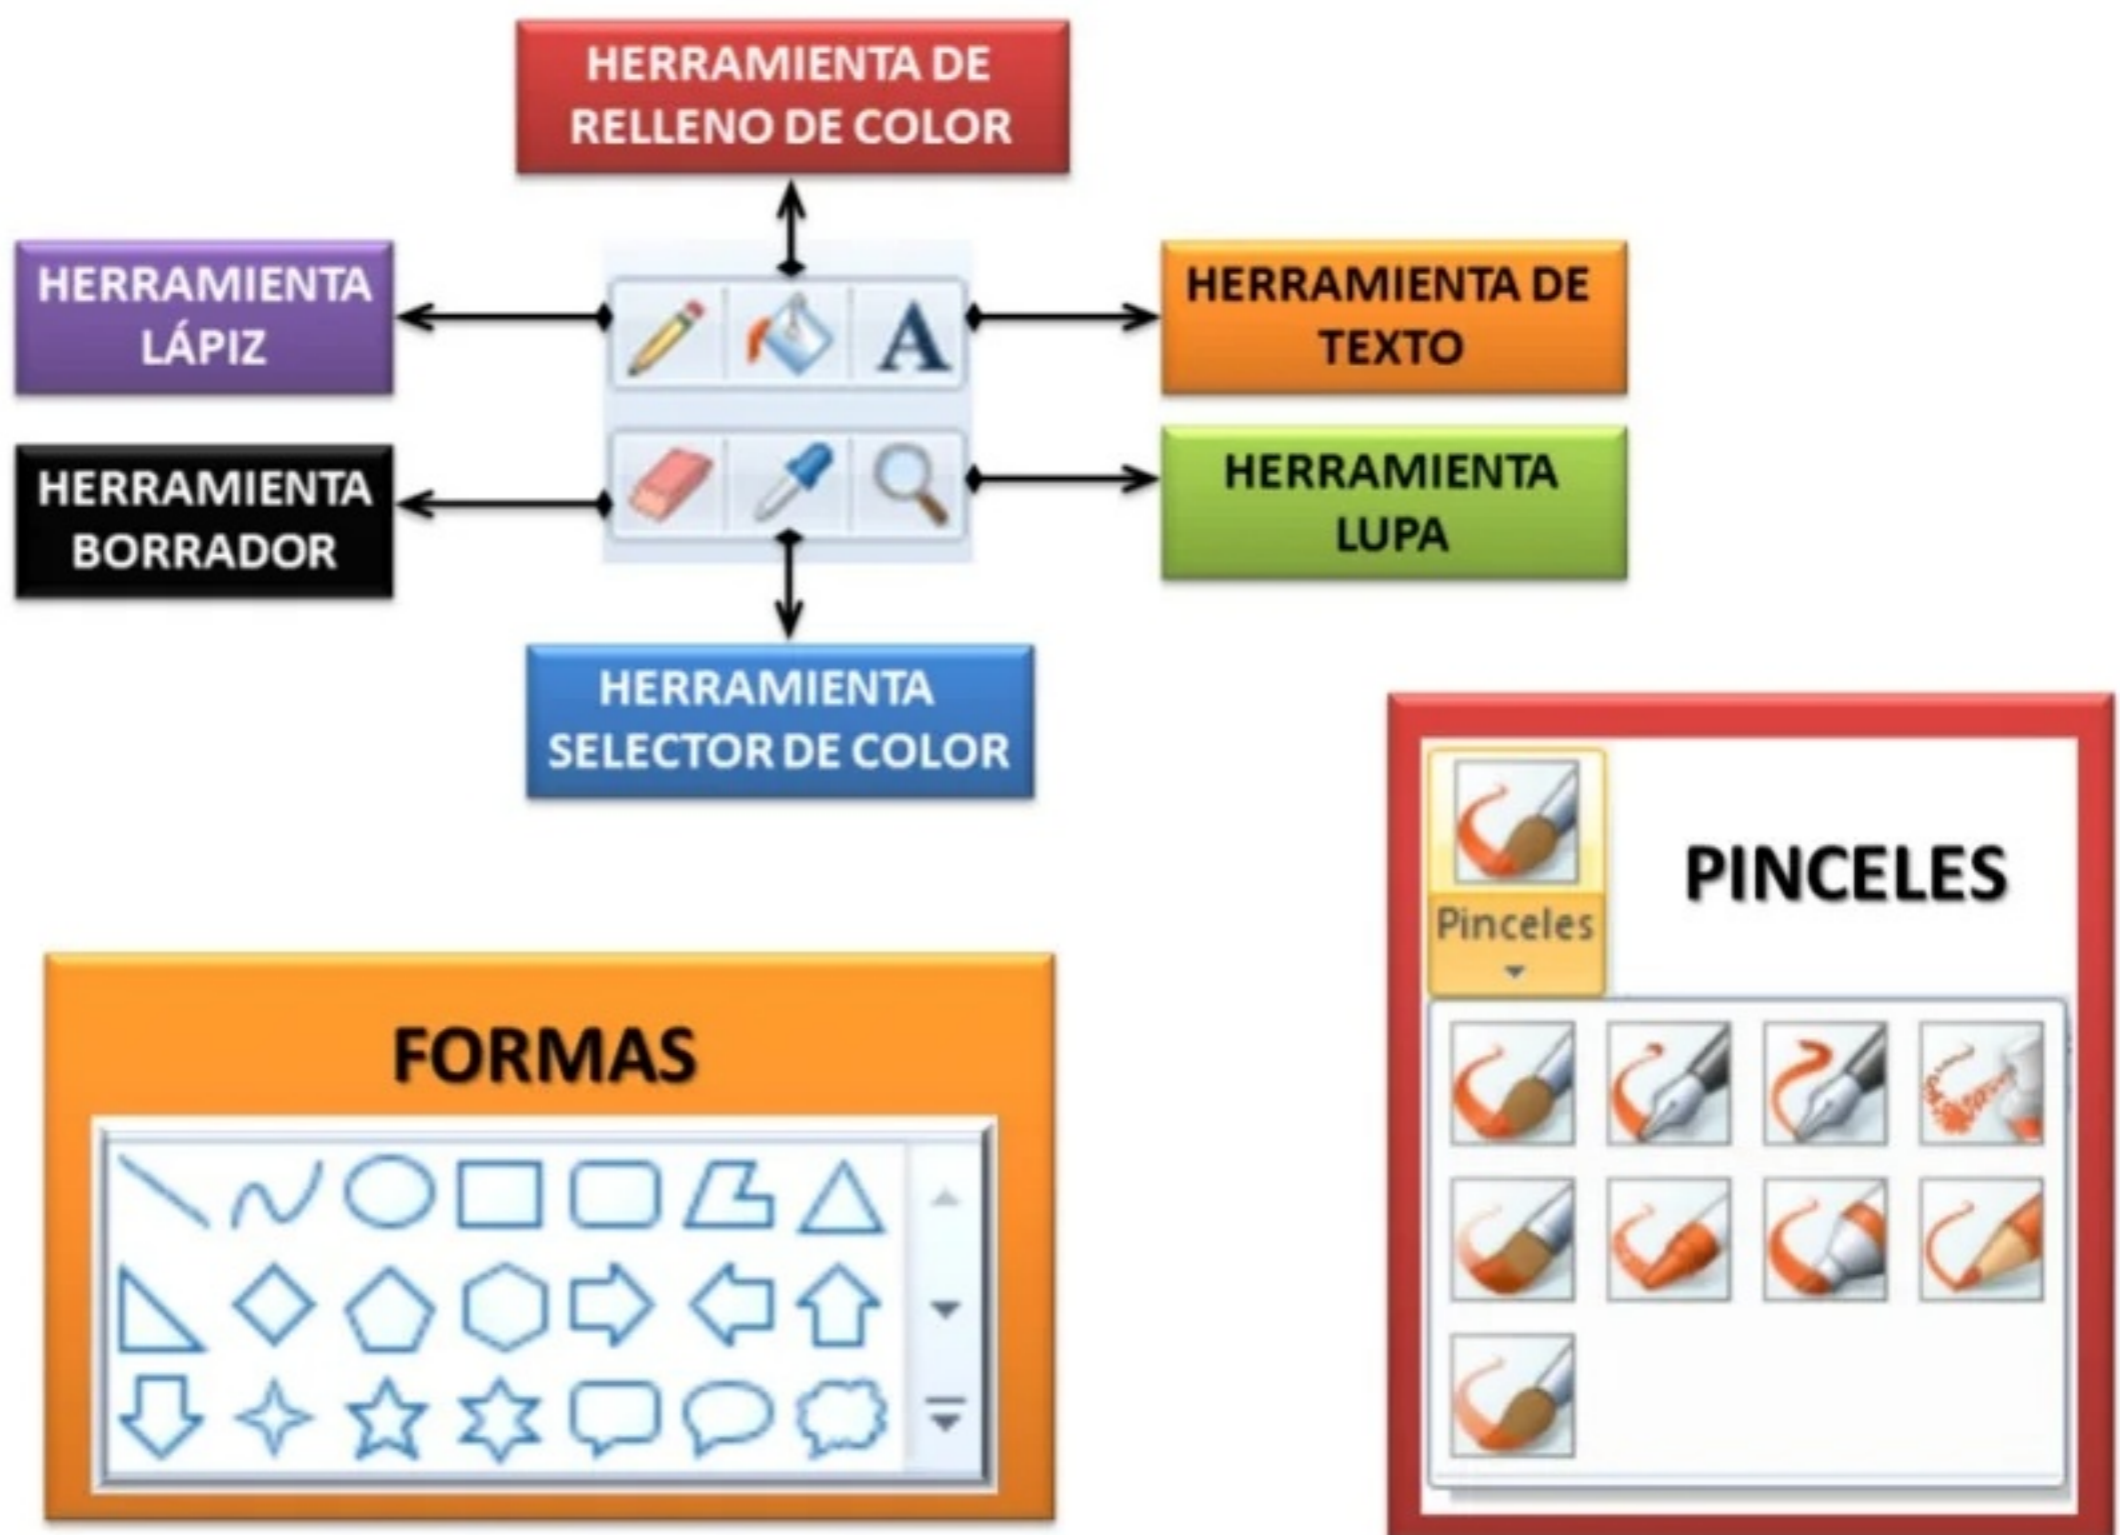 HERRAMIENTA DE
RELLENO DE COLOR
HERRAMIENTA
LÁPIZ
A
HERRAMIENTA DE
TEXTO
HERRAMIENTA
BORRADOR
HERRAMIENTA
LUPA
HERRAMIENTA
SELECTOR DE COLOR
PINCELES
Pinceles
FORMAS